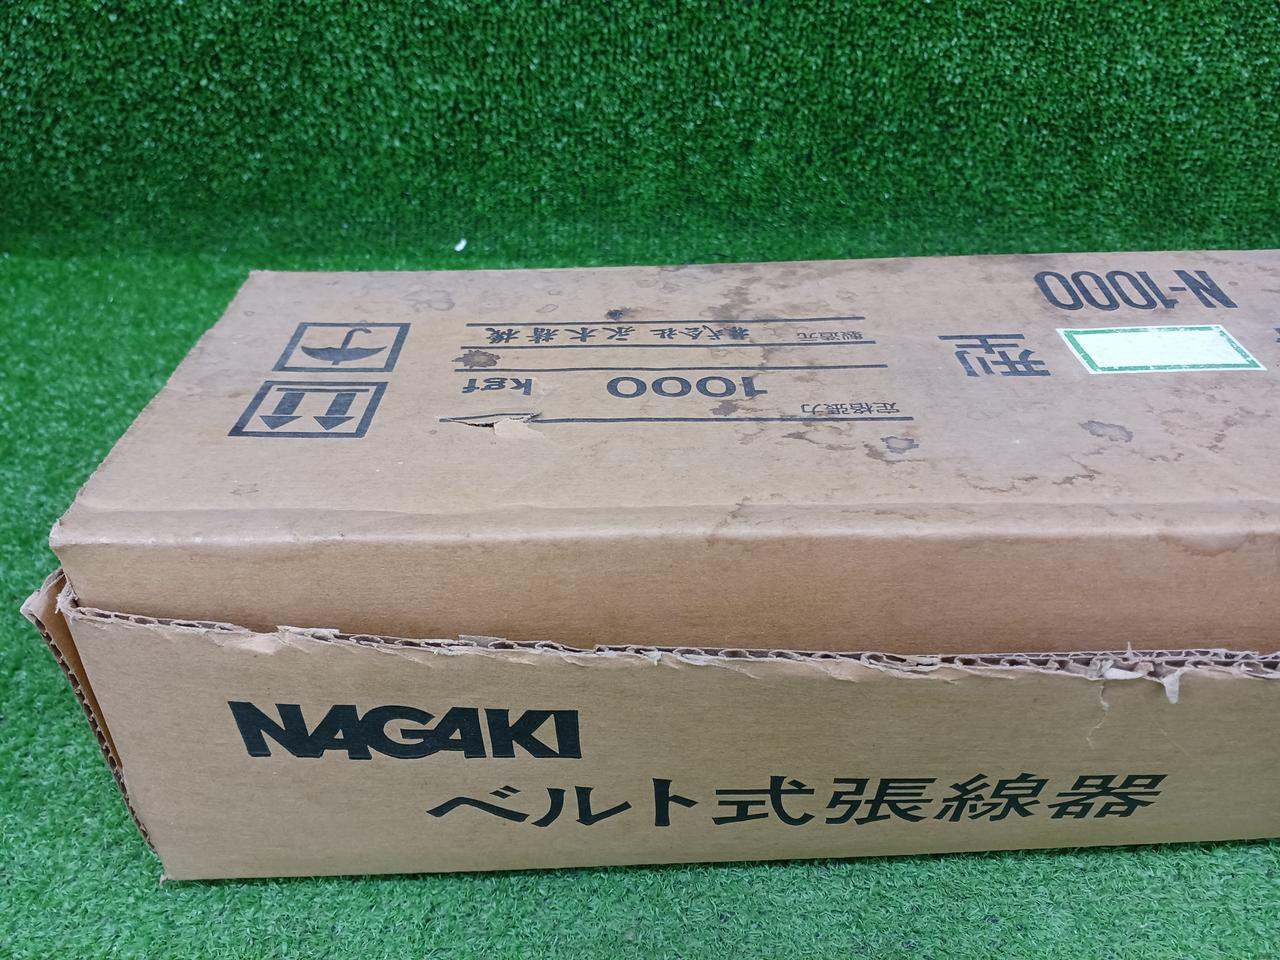 N-1000
型
定格張力 1000 kgf
製造元 株式会社 永木精機
NAGAKI
ベルト式張線器